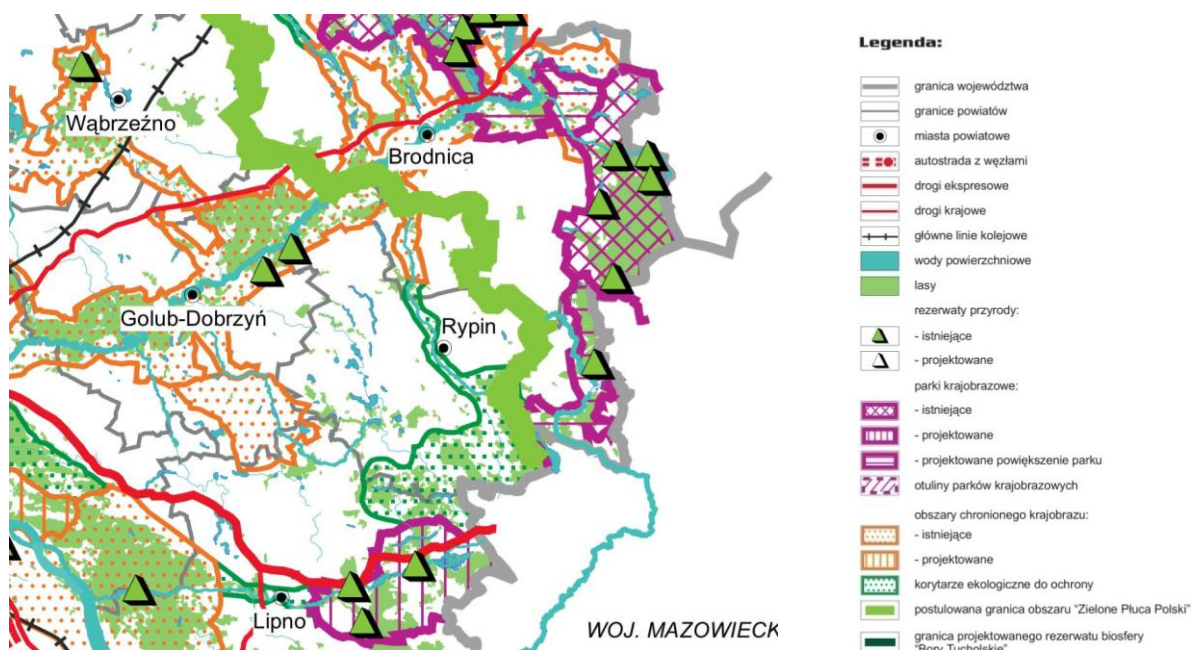 Wąbrzeźno
Brodnica
Golub-Dobrzyń
Rypin
Lipno
WOJ. MAZOWIECK
Legenda:
granica województwa
granice powiatów
miasta powiatowe
autostrada z węzłami
drogi ekspresowe
drogi krajowe
główne linie kolejowe
wody powierzchniowe
lasy
rezerwaty przyrody:
- istniejące
- projektowane
parki krajobrazowe:
- istniejące
- projektowane
- projektowane powiększenie parku
otuliny parków krajobrazowych
obszary chronionego krajobrazu:
- istniejące
- projektowane
korytarze ekologiczne do ochrony
postulowana granica obszaru "Zielone Płuca Polski"
granica projektowanego rezerwatu biosfery
"Bory Tucholskie"